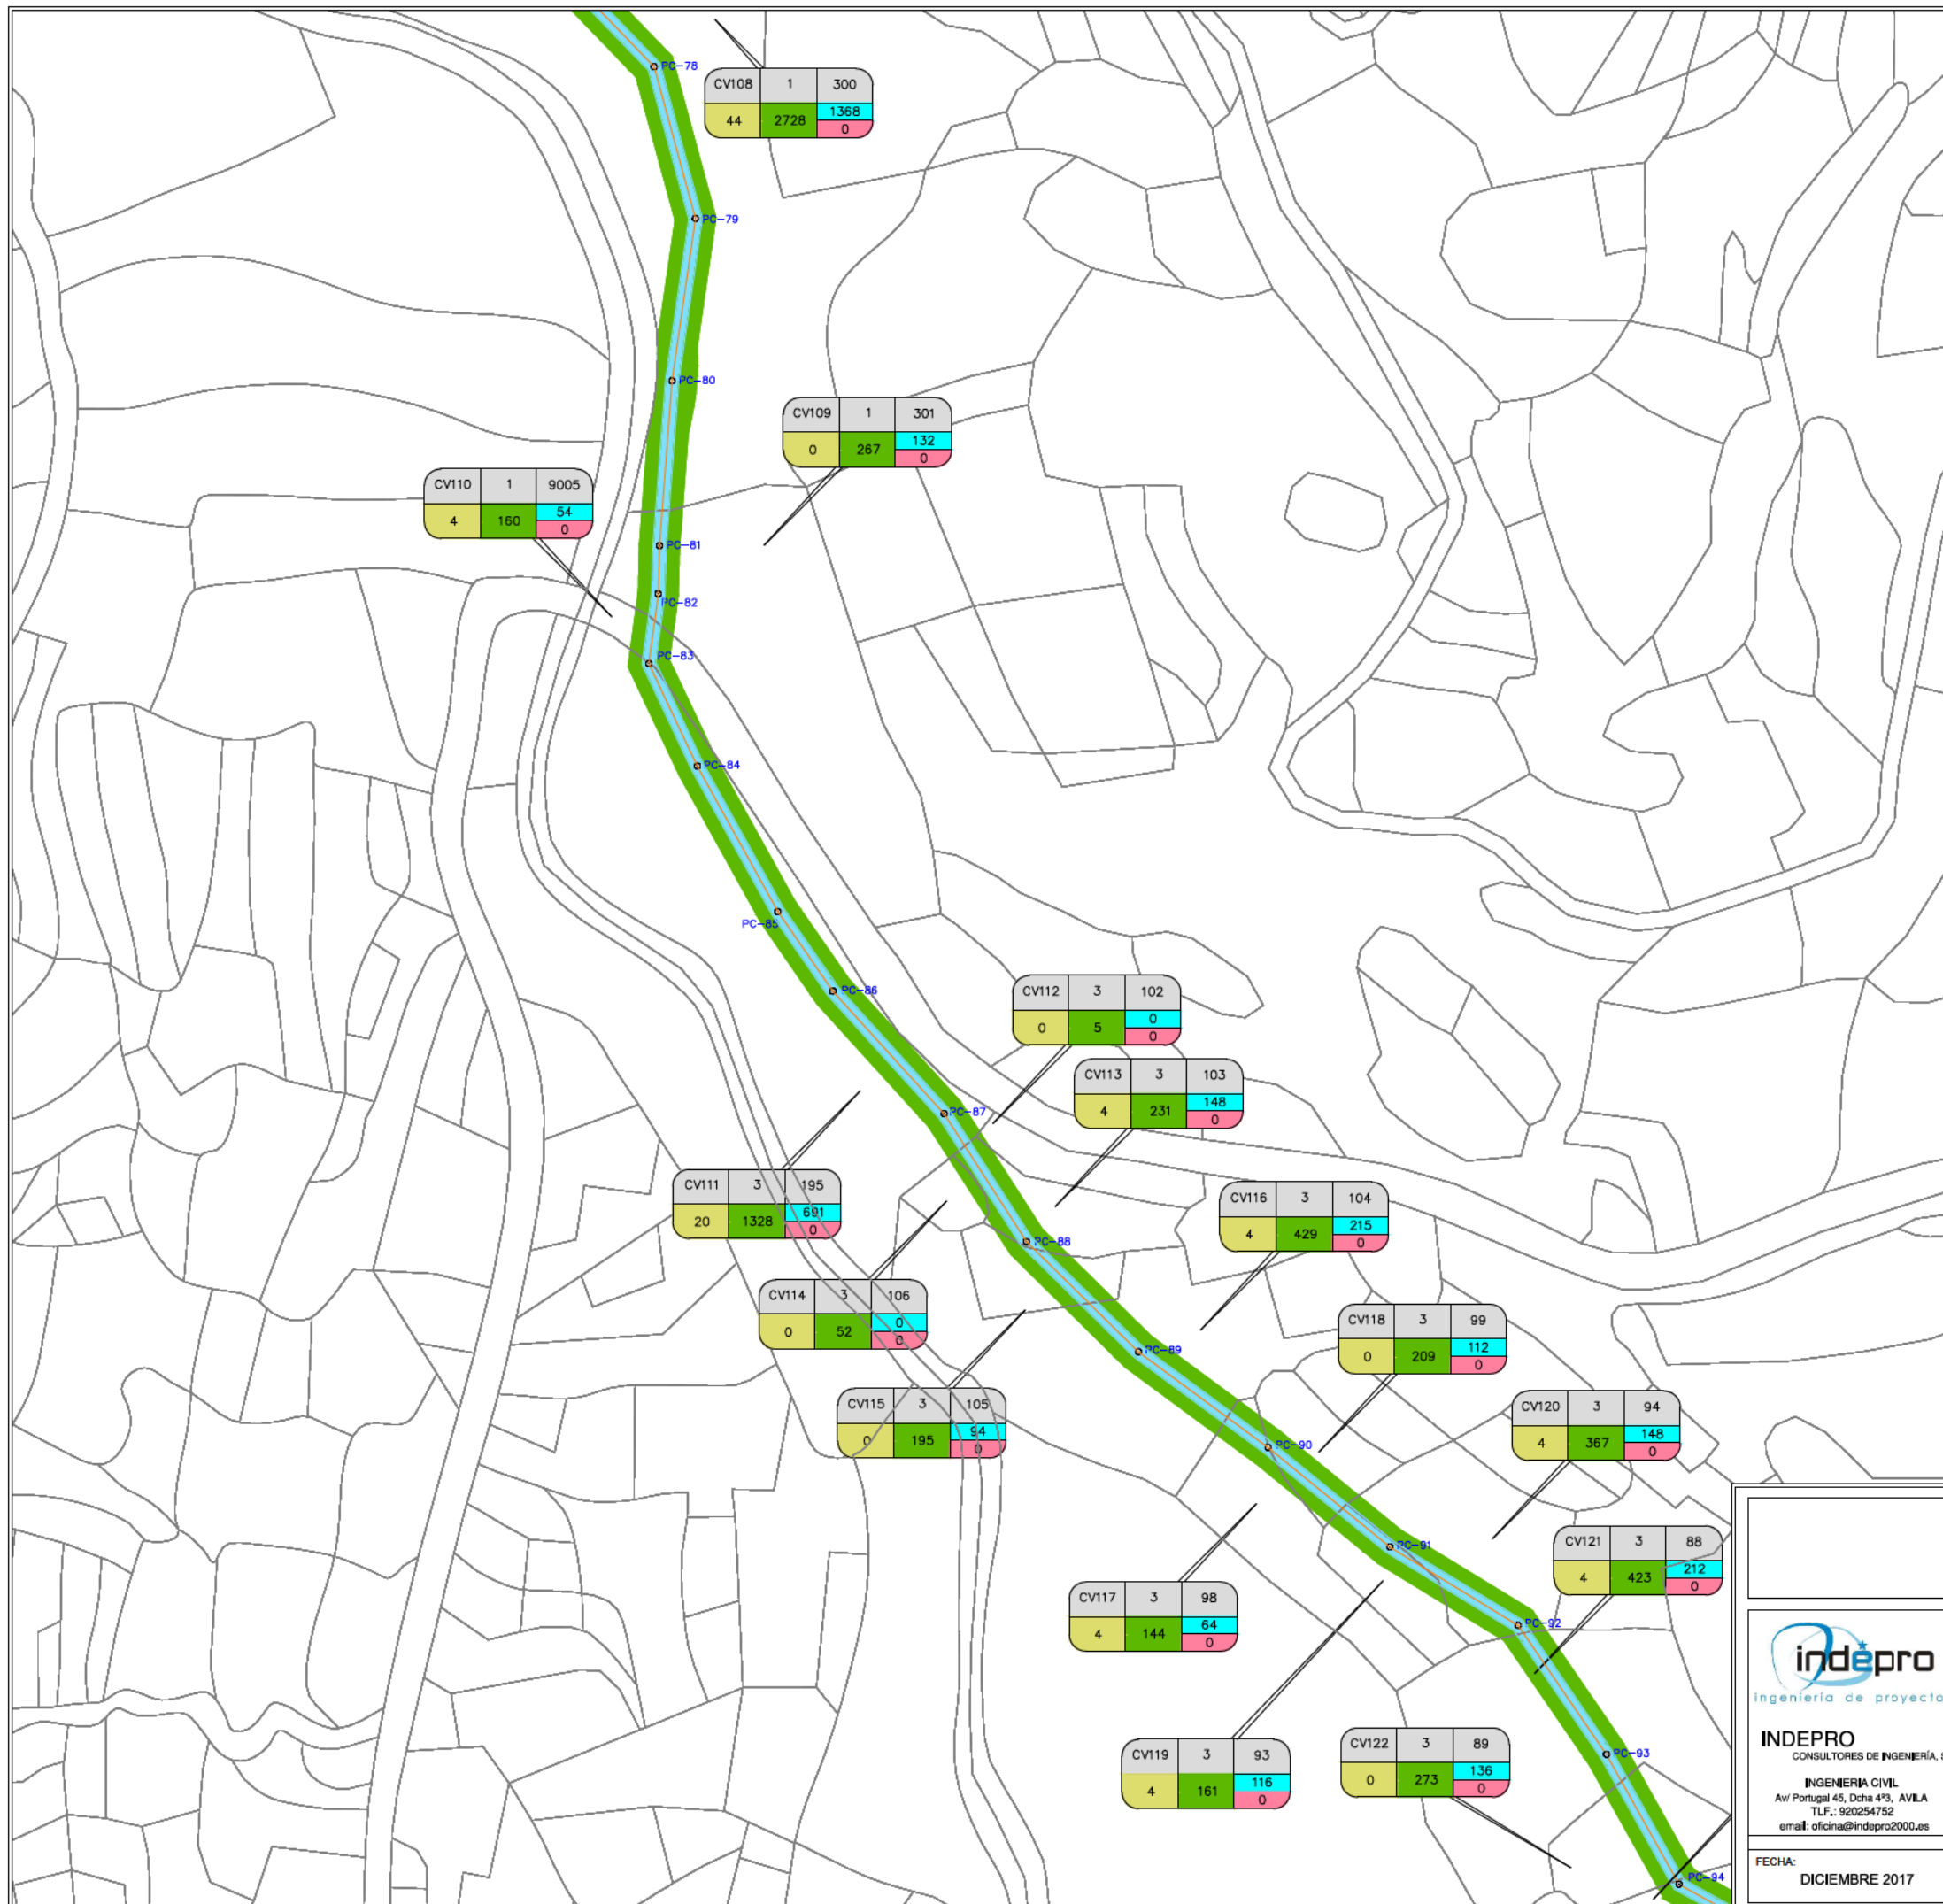 PC-78
CV108 1 300
44 2728 1368
0
PC-79
PC-80
CV109 1 301
0 267 132
0
CV110 1 9005
4 160 54
0
PC-81
PC-82
PC-83
PC-84
PC-85
PC-86
CV112 3 102
0 5 0
0
CV113 3 103
4 231 148
0
PC-87
CV111 3 195
20 1328 691
0
CV116 3 104
4 429 215
0
PC-88
CV114 3 106
0 52 0
0
CV118 3 99
0 209 112
0
PC-89
CV115 3 105
0 195 94
0
CV120 3 94
4 367 148
0
PC-90
PC-91
CV121 3 88
4 423 212
0
CV117 3 98
4 144 64
0
PC-92
CV119 3 93
4 161 116
0
CV122 3 89
0 273 136
0
PC-93
PC-94
indepro
ingeniería de proyecto
INDEPRO
CONSULTORES DE INGENIERÍA, S
INGENIERIA CIVIL
Av/ Portugal 45, Dcha 4º3, AVILA
TLF.: 920254752
email: oficina@indepro2000.es
FECHA:
DICIEMBRE 2017